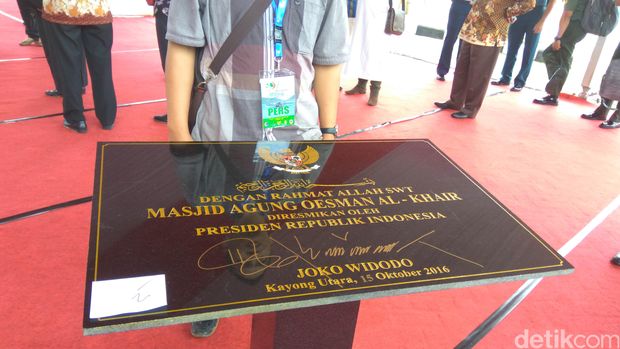 PERS
DENGAN RAHMAT ALLAH SWT
MASJID AGUNG OESMAN AL - KHAIR
DIRESMIKAN OLEH
PRESIDEN REPUBLIK INDONESIA
JOKO WIDODO
Kayong Utara, 15 Oktober 2016
detikcom